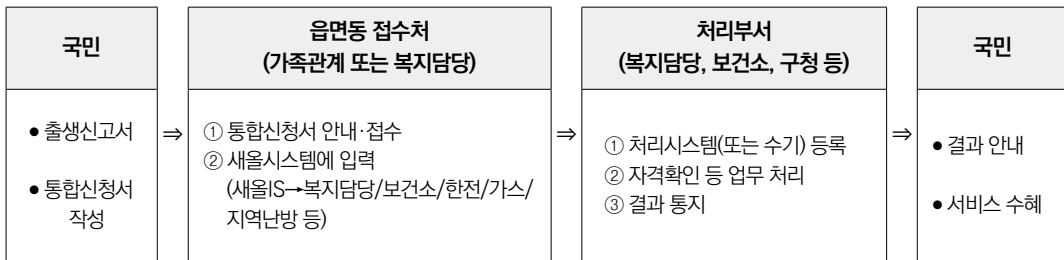 국민
● 출생신고서
● 통합신청서
작성
⇒
읍면동 접수처
(가족관계 또는 복지담당)
① 통합신청서 안내·접수
② 새올시스템에 입력
(새올IS→복지담당/보건소/한전/가스/
지역난방 등)
⇒
처리부서
(복지담당, 보건소, 구청 등)
① 처리시스템(또는 수기) 등록
② 자격확인 등 업무 처리
③ 결과 통지
⇒
국민
● 결과 안내
● 서비스 수혜